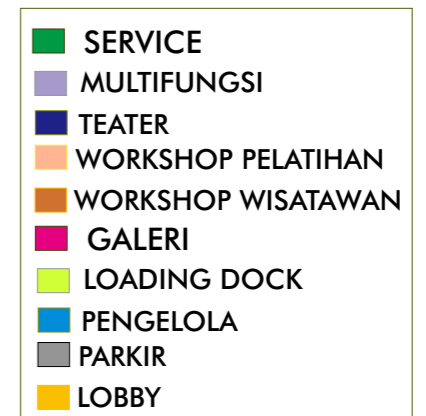 SERVICE
MULTIFUNGSI
TEATER
WORKSHOP PELATIHAN
WORKSHOP WISATAWAN
GALERI
LOADING DOCK
PENGELOLA
PARKIR
LOBBY